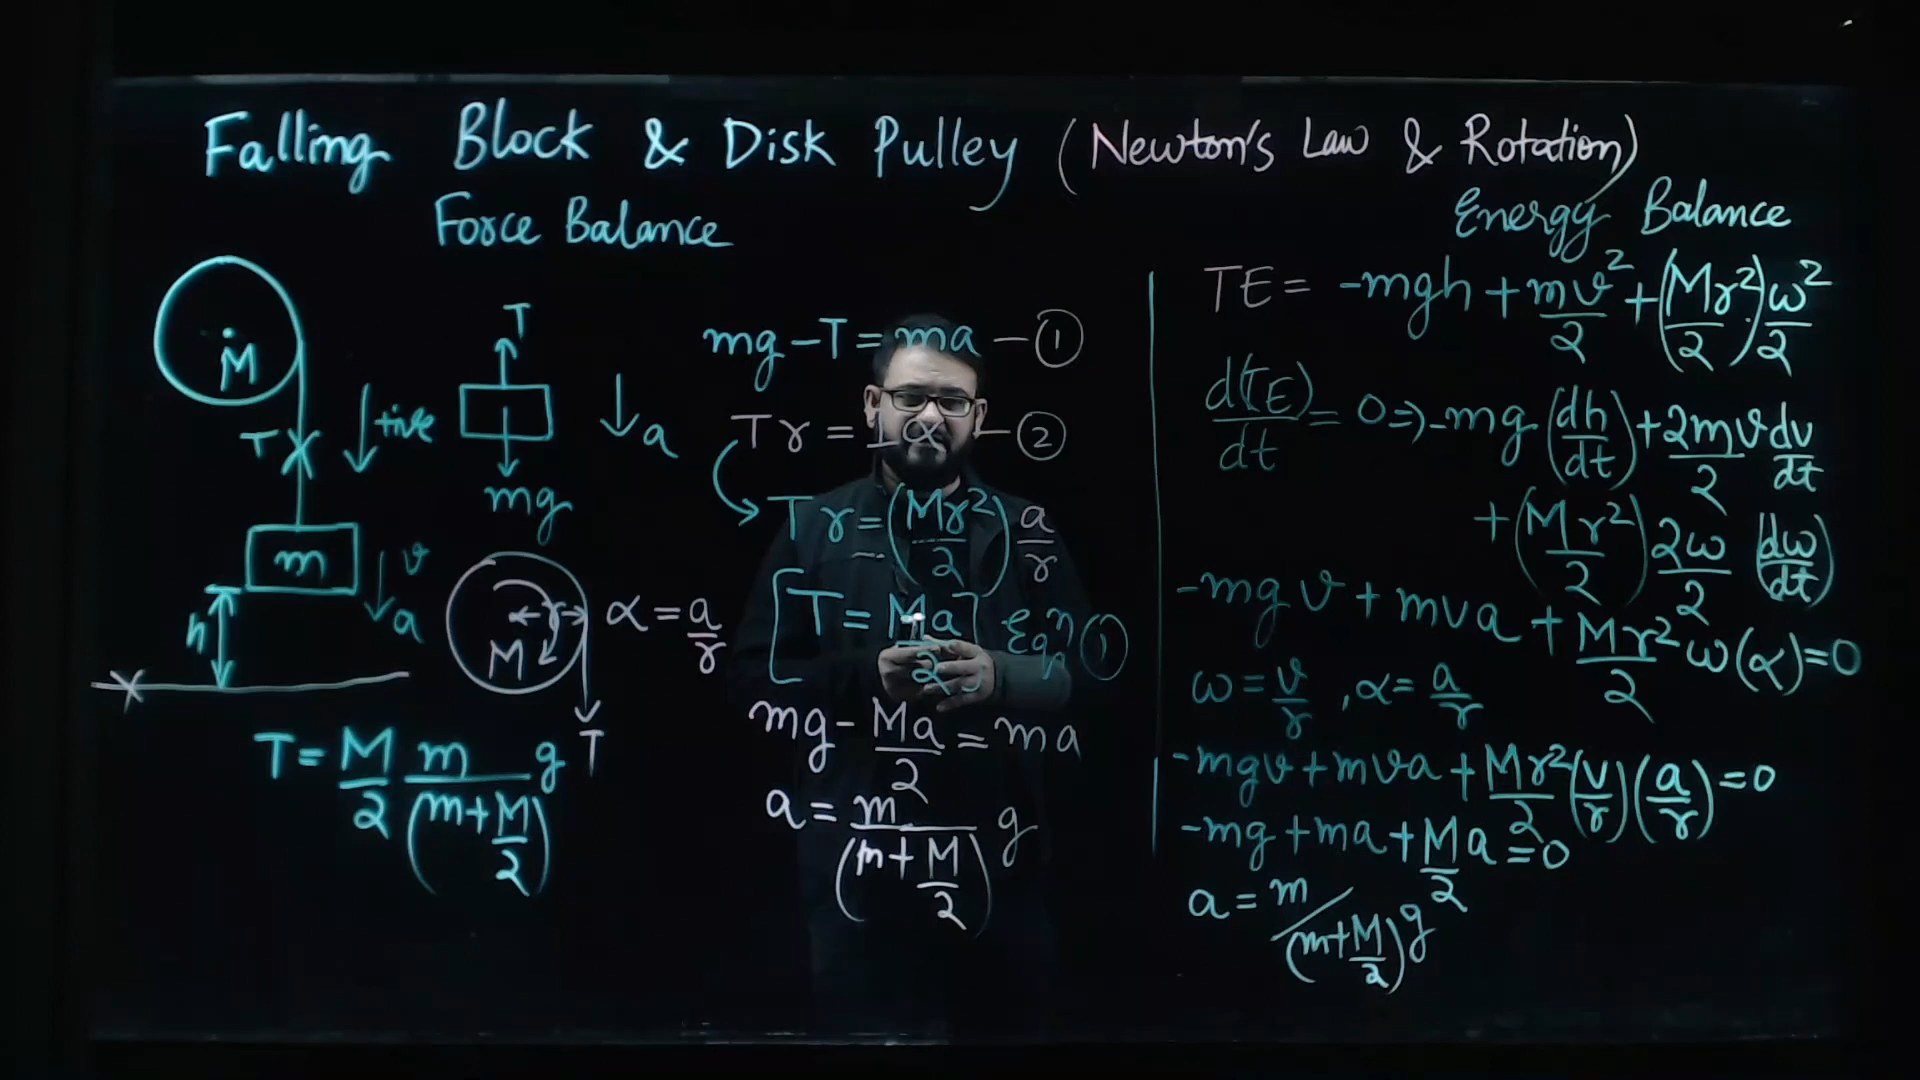 Falling Block & Disk Pulley (Newton's Law & Rotation)
Force Balance
M
T
+ive
m
v
a
h
T
mg
a
M
r
α = a/r
T
T = M/2 m/(m+M/2) g
mg - T = ma - ①
Tr = Iα - ②
Tr = (Mr²/2) a/r
[T = Ma/2] Eqn ①
mg - Ma/2 = ma
a = m/(m+M/2) g
Energy Balance
TE = -mgh + mv²/2 + (Mr²/2) ω²/2
d(TE)/dt = 0 ⇒ -mg (dh/dt) + 2mv/2 dv/dt
+ (Mr²/2) 2ω/2 (dω/dt)
-mgv + mva + Mr²/2 ω(α) = 0
ω = v/r , α = a/r
-mgv + mva + Mr²/2 (v/r)(a/r) = 0
-mg + ma + M/2 a = 0
a = m/(m+M/2) g